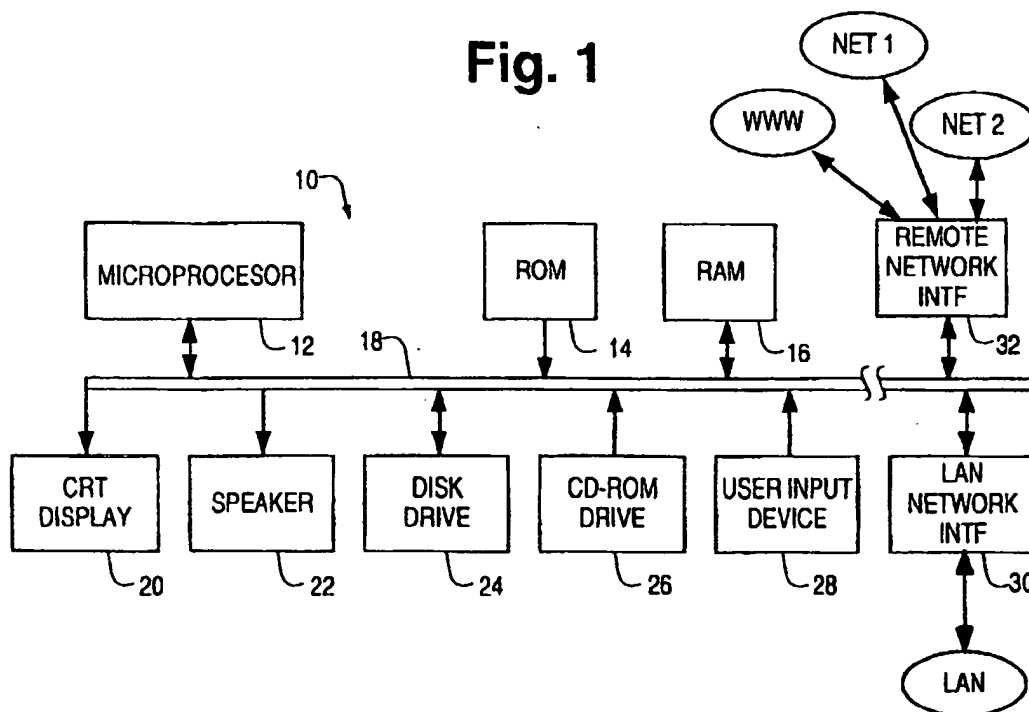 Fig. 1
NET 1
WWW
NET 2
10
MICROPROCESOR
ROM
RAM
REMOTE
NETWORK
INTF
12
18
14
16
32
CRT
DISPLAY
SPEAKER
DISK
DRIVE
CD-ROM
DRIVE
USER INPUT
DEVICE
LAN
NETWORK
INTF
20
22
24
26
28
30
LAN